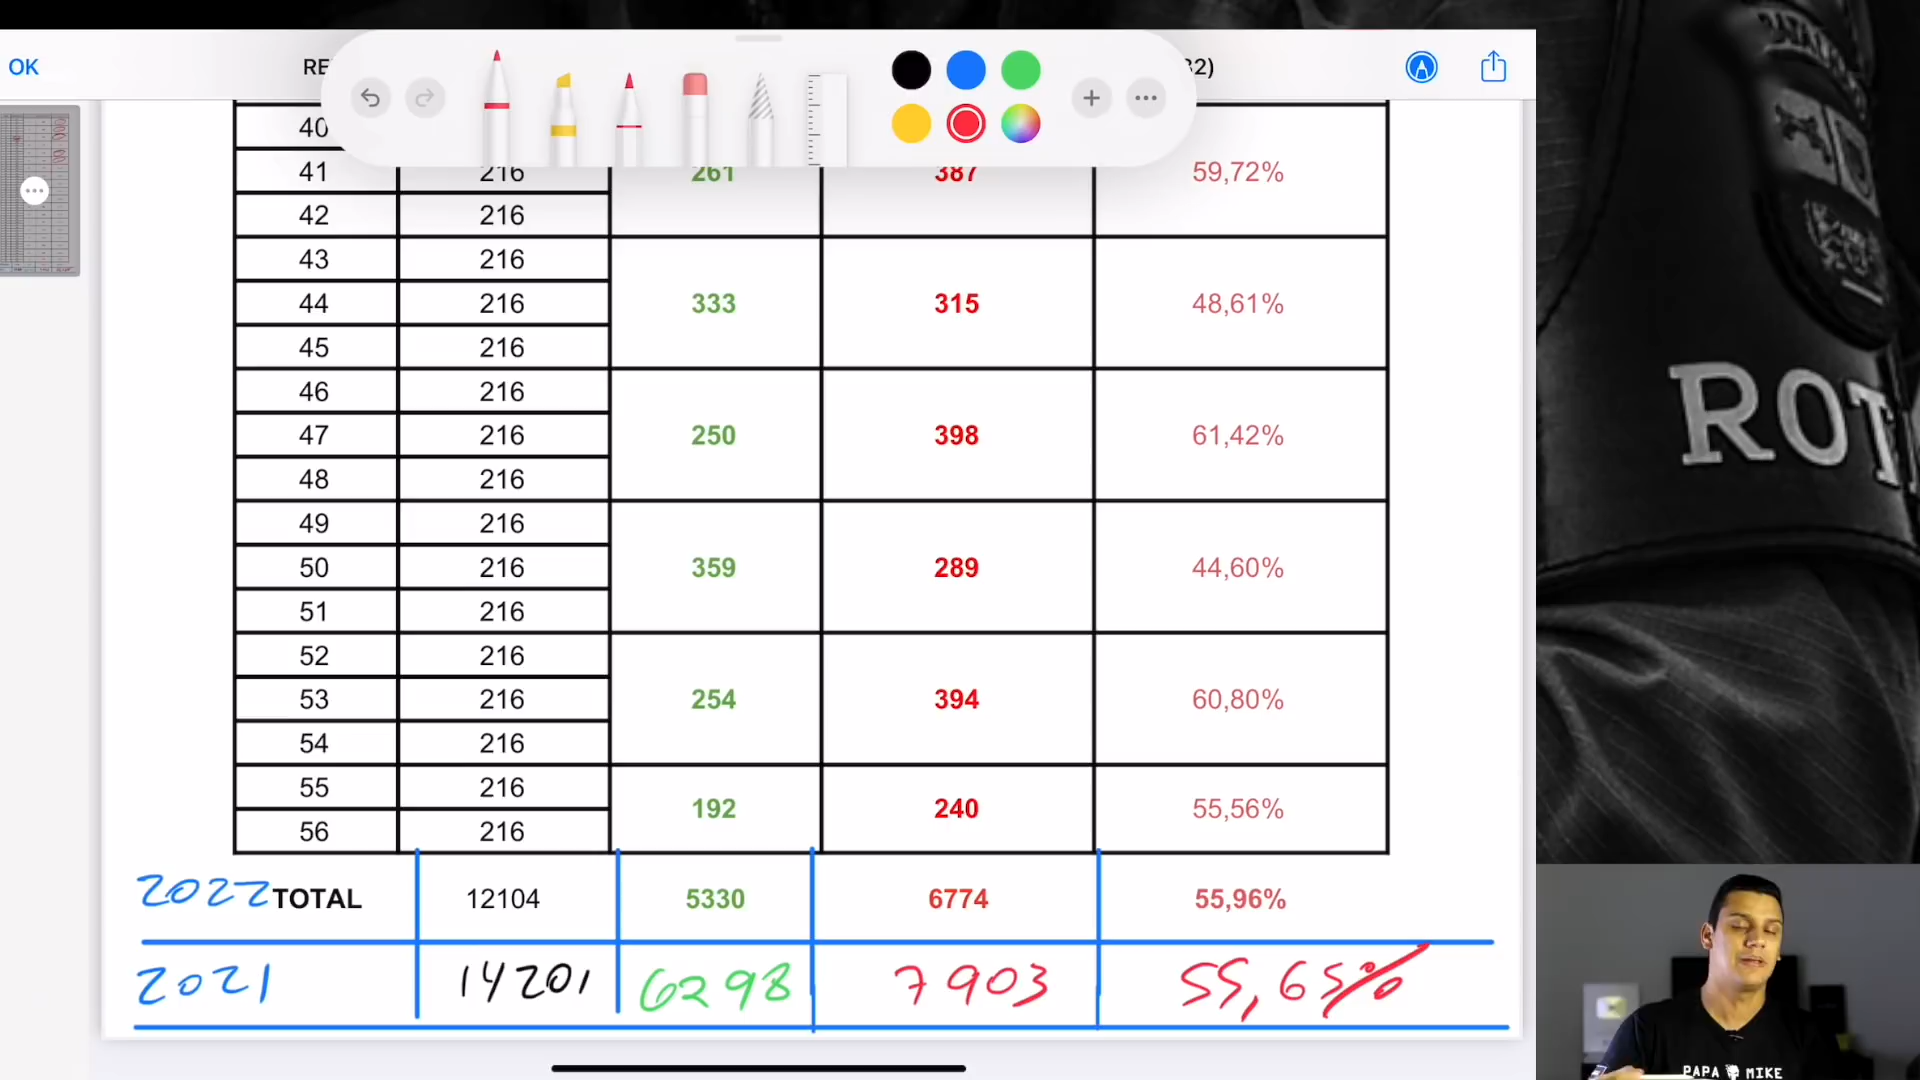 OK RE 32)
40
41 216 261 387 59,72%
42 216
43 216
44 216 333 315 48,61%
45 216
46 216
47 216 250 398 61,42%
48 216
49 216
50 216 359 289 44,60%
51 216
52 216
53 216 254 394 60,80%
54 216
55 216
192 240 55,56%
56 216
2022 TOTAL 12104 5330 6774 55,96%
2021 14201 6298 7903 55,65%
ROT
PAPA MIKE